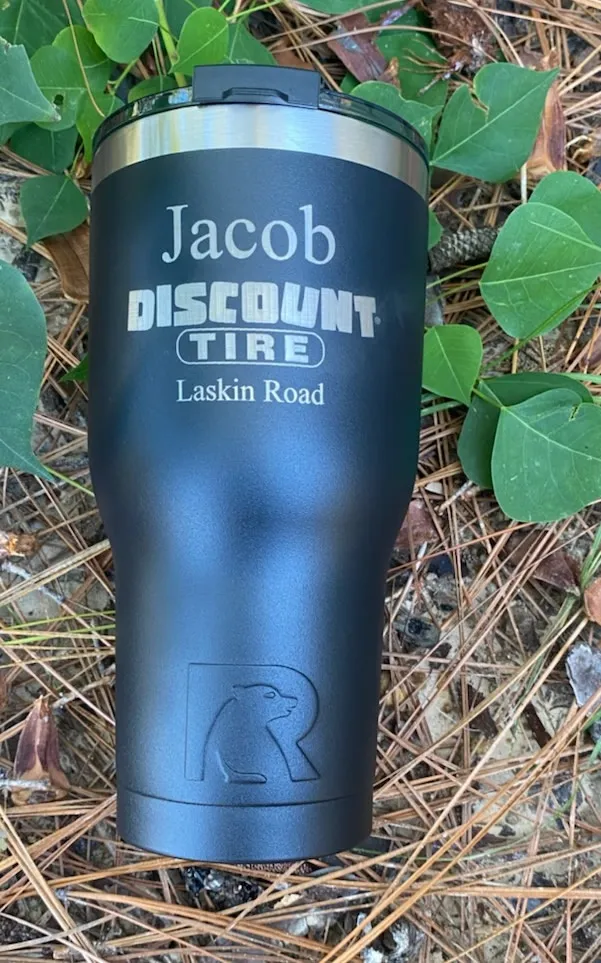 Jacob
DISCOUNT
TIRE
Laskin Road
R